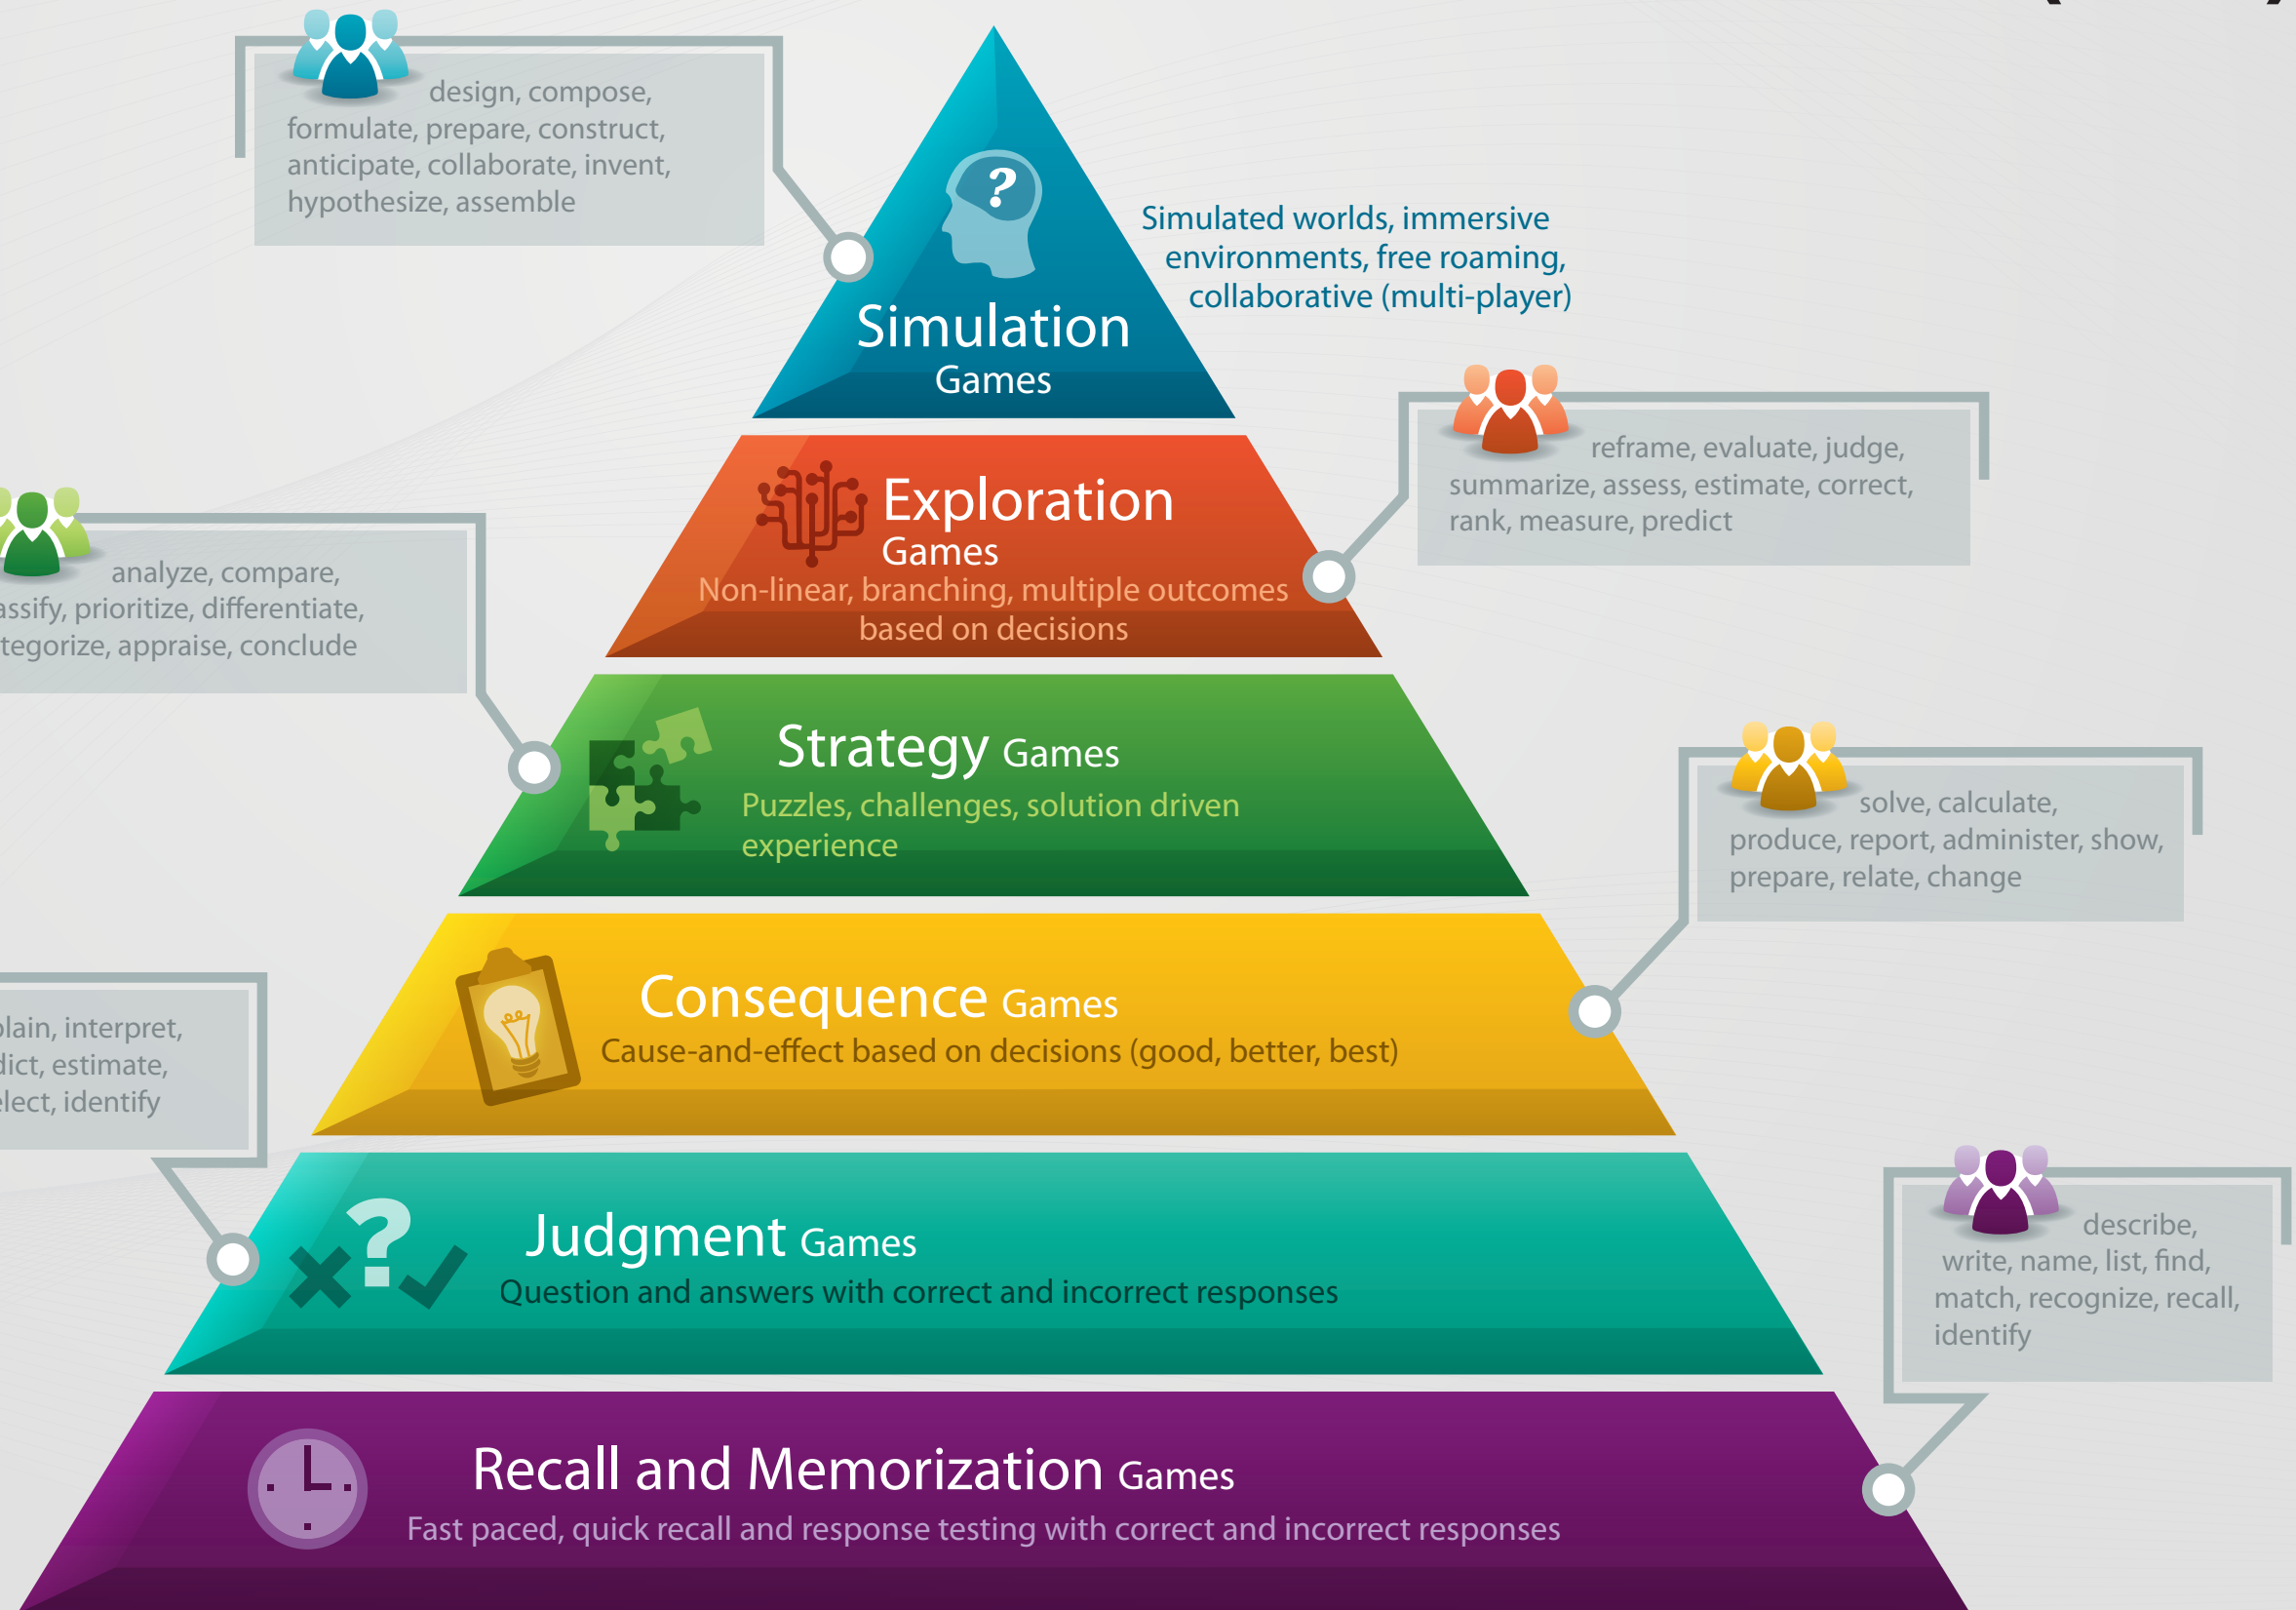 design, compose,
formulate, prepare, construct,
anticipate, collaborate, invent,
hypothesize, assemble
?
Simulation
Games
Simulated worlds, immersive
environments, free roaming,
collaborative (multi-player)
reframe, evaluate, judge,
summarize, assess, estimate, correct,
rank, measure, predict
Exploration
Games
Non-linear, branching, multiple outcomes
based on decisions
analyze, compare,
prioritize, differentiate,
appraise, conclude
Strategy Games
Puzzles, challenges, solution driven
experience
solve, calculate,
produce, report, administer, show,
prepare, relate, change
Consequence Games
Cause-and-effect based on decisions (good, better, best)
interpret,
estimate,
identify
?
Judgment Games
Question and answers with correct and incorrect responses
describe,
write, name, list, find,
match, recognize, recall,
identify
Recall and Memorization Games
Fast paced, quick recall and response testing with correct and incorrect responses